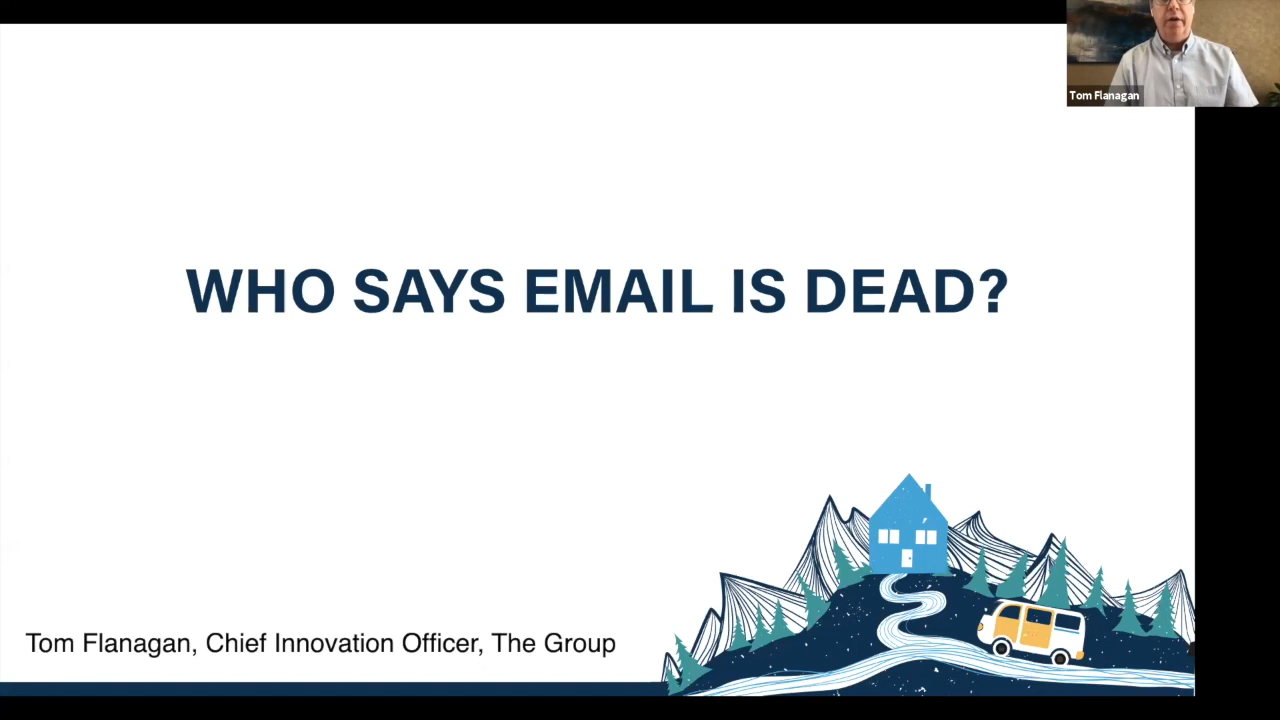 Tom Flanagan
WHO SAYS EMAIL IS DEAD?
Tom Flanagan, Chief Innovation Officer, The Group